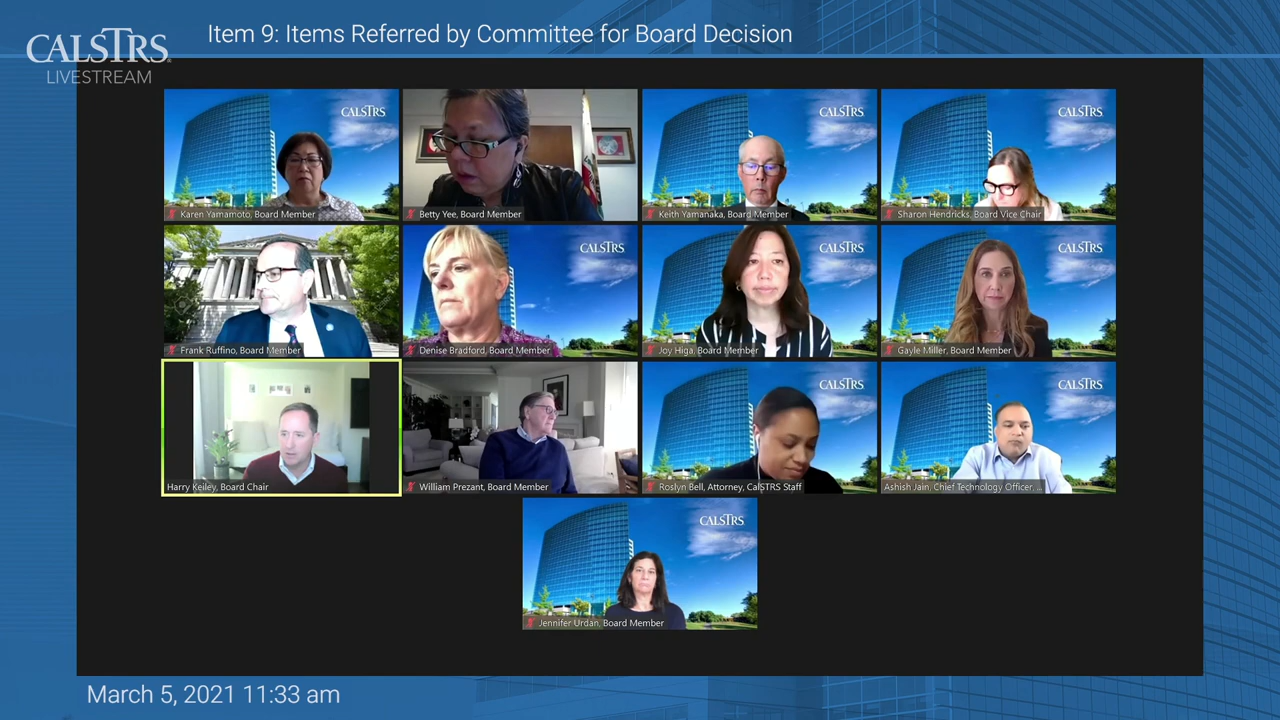 Item 9: Items Referred by Committee for Board Decision
CALSTRS
LIVESTREAM
CALSTRS
Karen Yamamoto, Board Member
Betty Yee, Board Member
CALSTRS
Keith Yamanaka, Board Member
CALSTRS
Sharon Hendricks, Board Vice Chair
Frank Ruffino, Board Member
CALSTRS
Denise Bradford, Board Member
CALSTRS
Joy Higa, Board Member
CALSTRS
Gayle Miller, Board Member
Harry Keiley, Board Chair
William Prezant, Board Member
CALSTRS
Roslyn Bell, Attorney, CalSTRS Staff
CALSTRS
Ashish Jain, Chief Technology Officer, ...
CALSTRS
Jennifer Urdan, Board Member
March 5, 2021 11:33 am